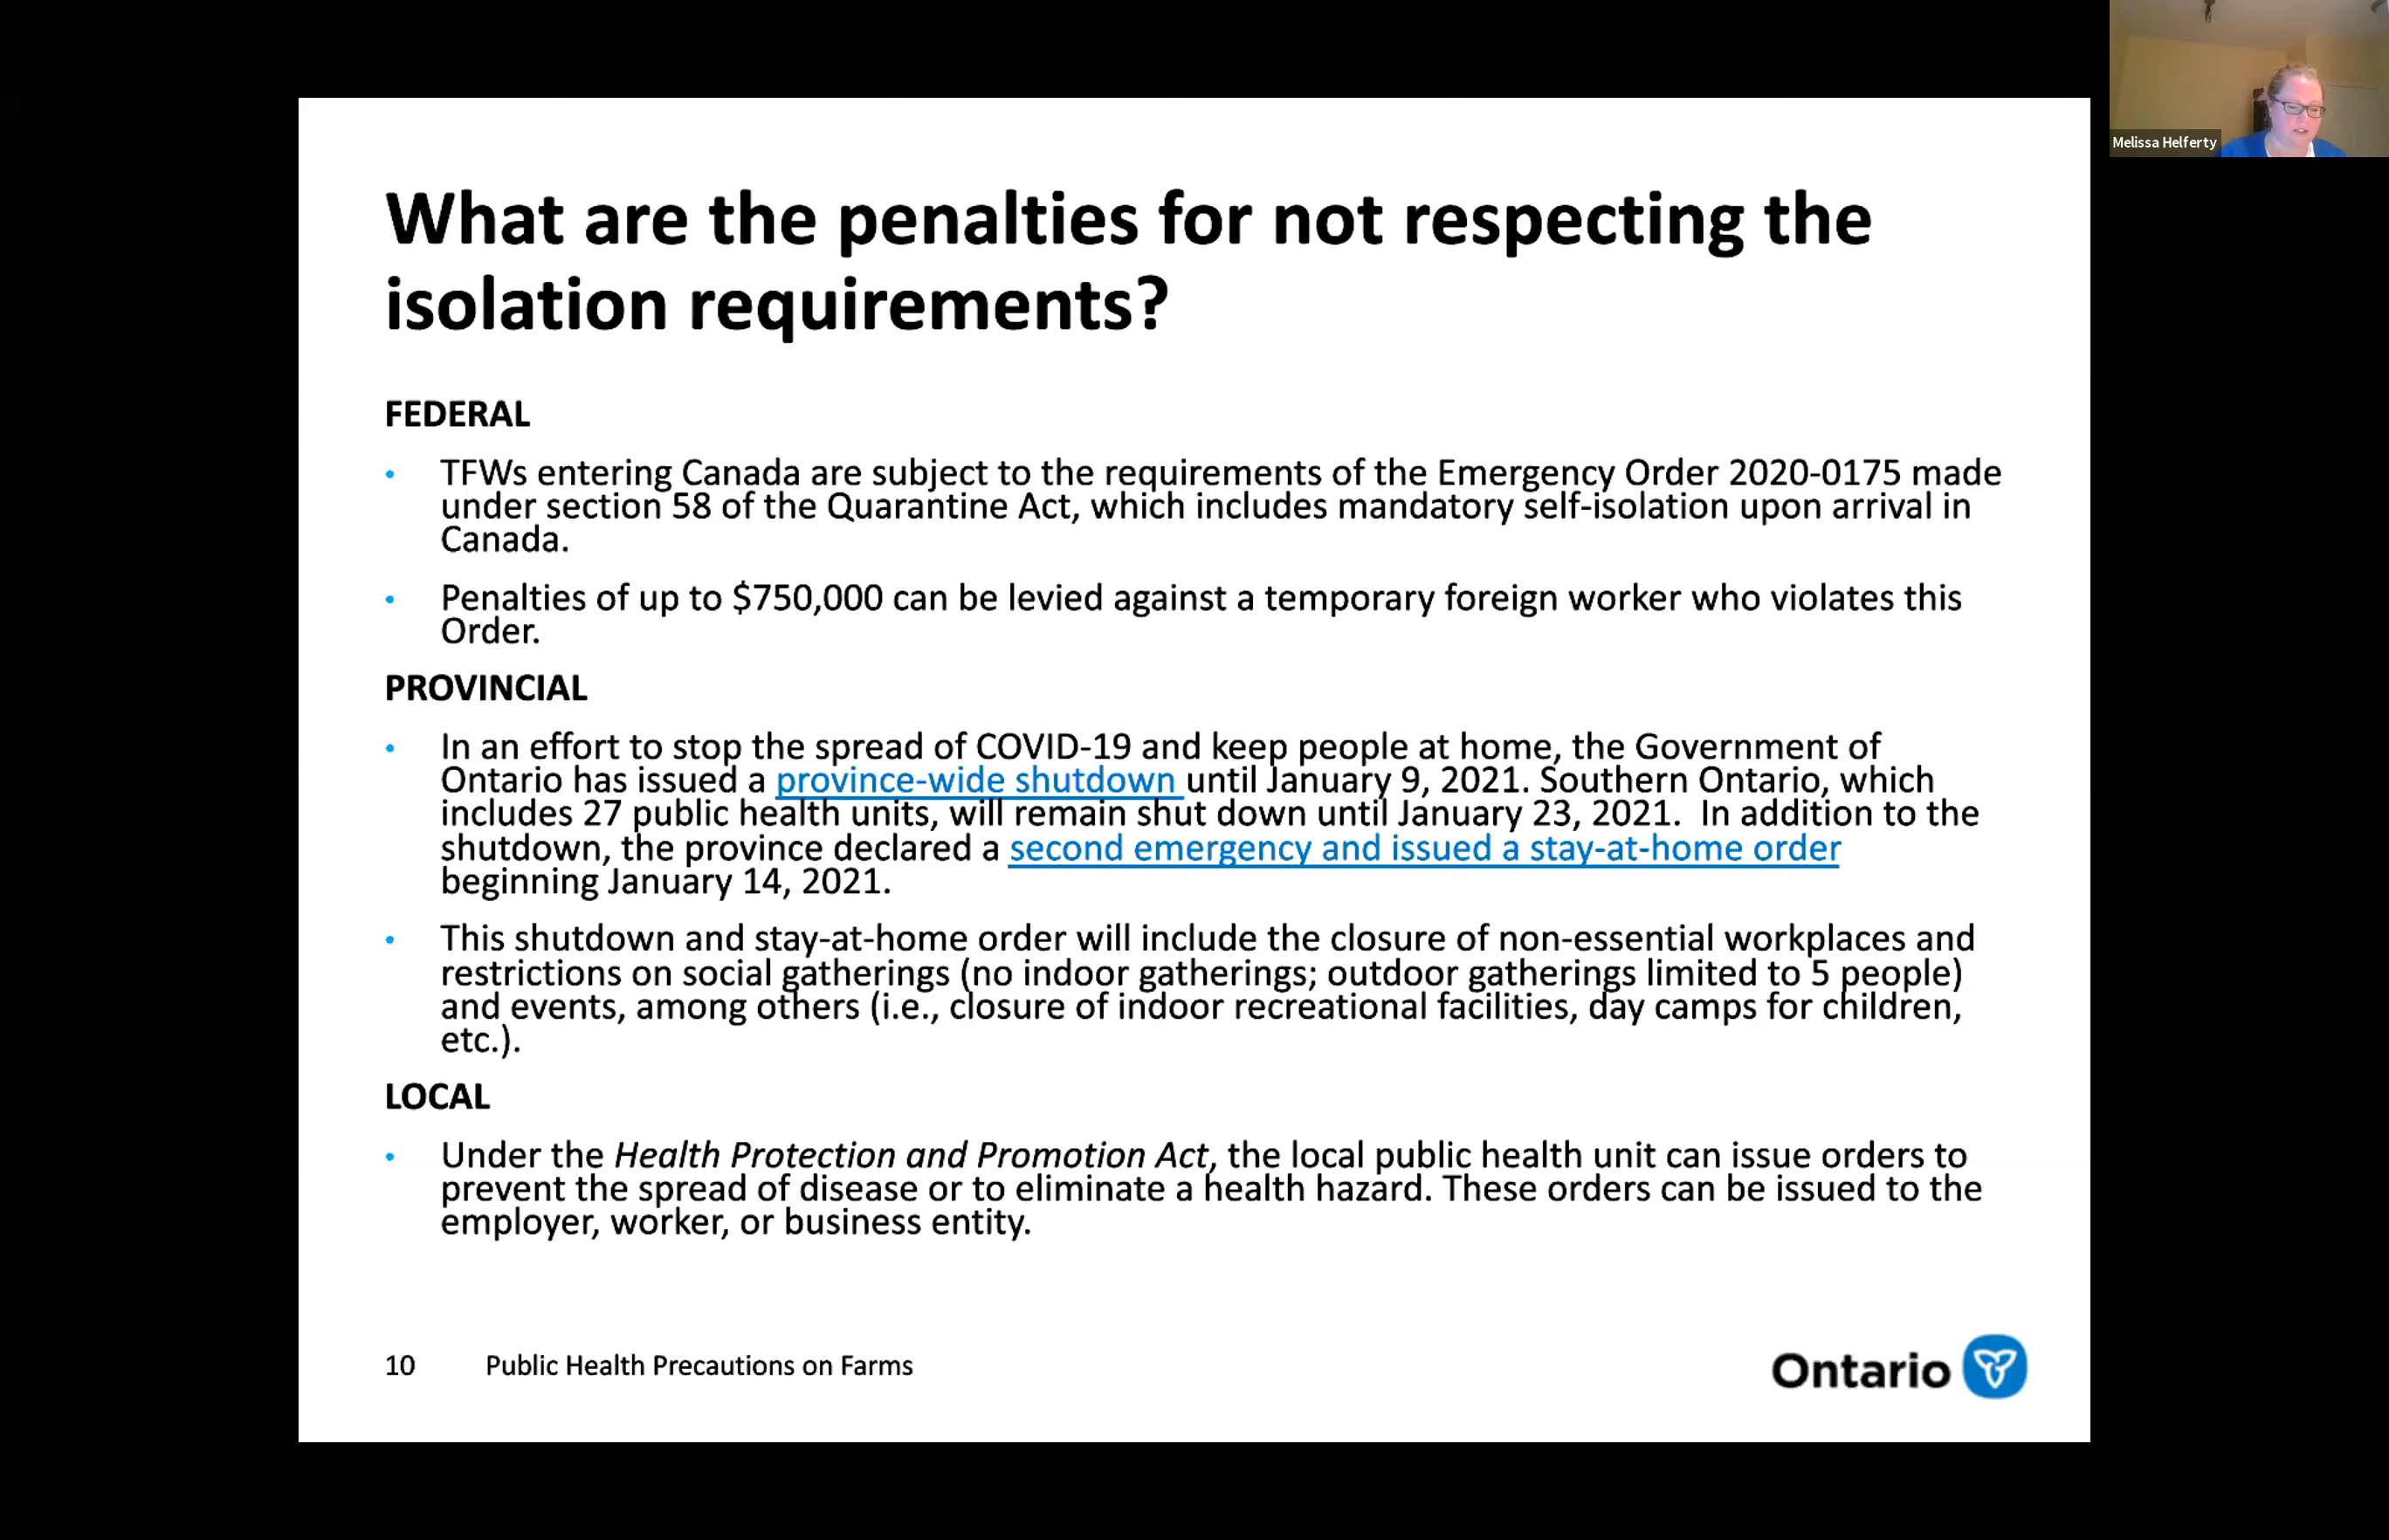 Melissa Helferty
What are the penalties for not respecting the
isolation requirements?
FEDERAL
• TFWs entering Canada are subject to the requirements of the Emergency Order 2020-0175 made
under section 58 of the Quarantine Act, which includes mandatory self-isolation upon arrival in
Canada.
• Penalties of up to $750,000 can be levied against a temporary foreign worker who violates this
Order.
PROVINCIAL
• In an effort to stop the spread of COVID-19 and keep people at home, the Government of
Ontario has issued a province-wide shutdown until January 9, 2021. Southern Ontario, which
includes 27 public health units, will remain shut down until January 23, 2021.  In addition to the
shutdown, the province declared a second emergency and issued a stay-at-home order
beginning January 14, 2021.
• This shutdown and stay-at-home order will include the closure of non-essential workplaces and
restrictions on social gatherings (no indoor gatherings; outdoor gatherings limited to 5 people)
and events, among others (i.e., closure of indoor recreational facilities, day camps for children,
etc.).
LOCAL
• Under the Health Protection and Promotion Act, the local public health unit can issue orders to
prevent the spread of disease or to eliminate a health hazard. These orders can be issued to the
employer, worker, or business entity.
10 Public Health Precautions on Farms
Ontario